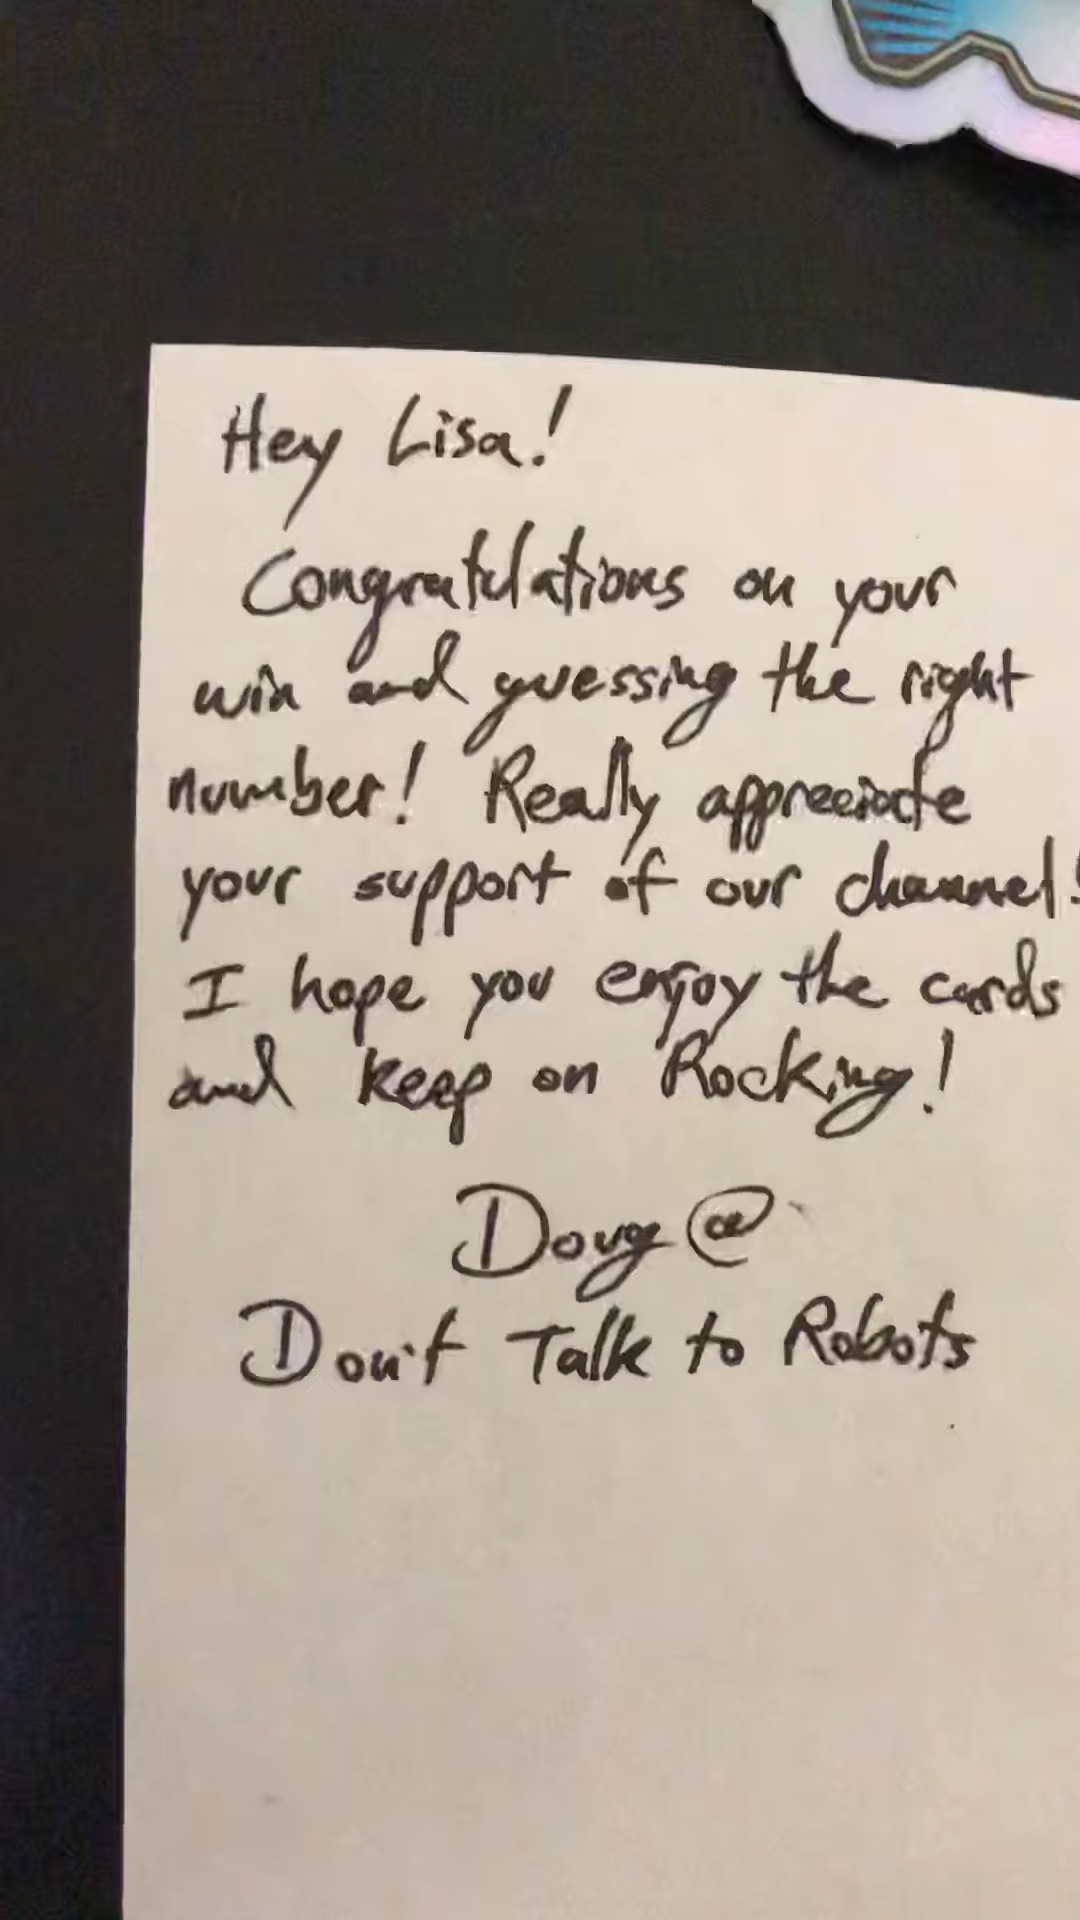 Hey Lisa!
Congratulations on your
win and guessing the right
number! Really appreciate
your support of our channel!
I hope you enjoy the cards
and keep on Rocking!
Doug @
Don't Talk to Robots